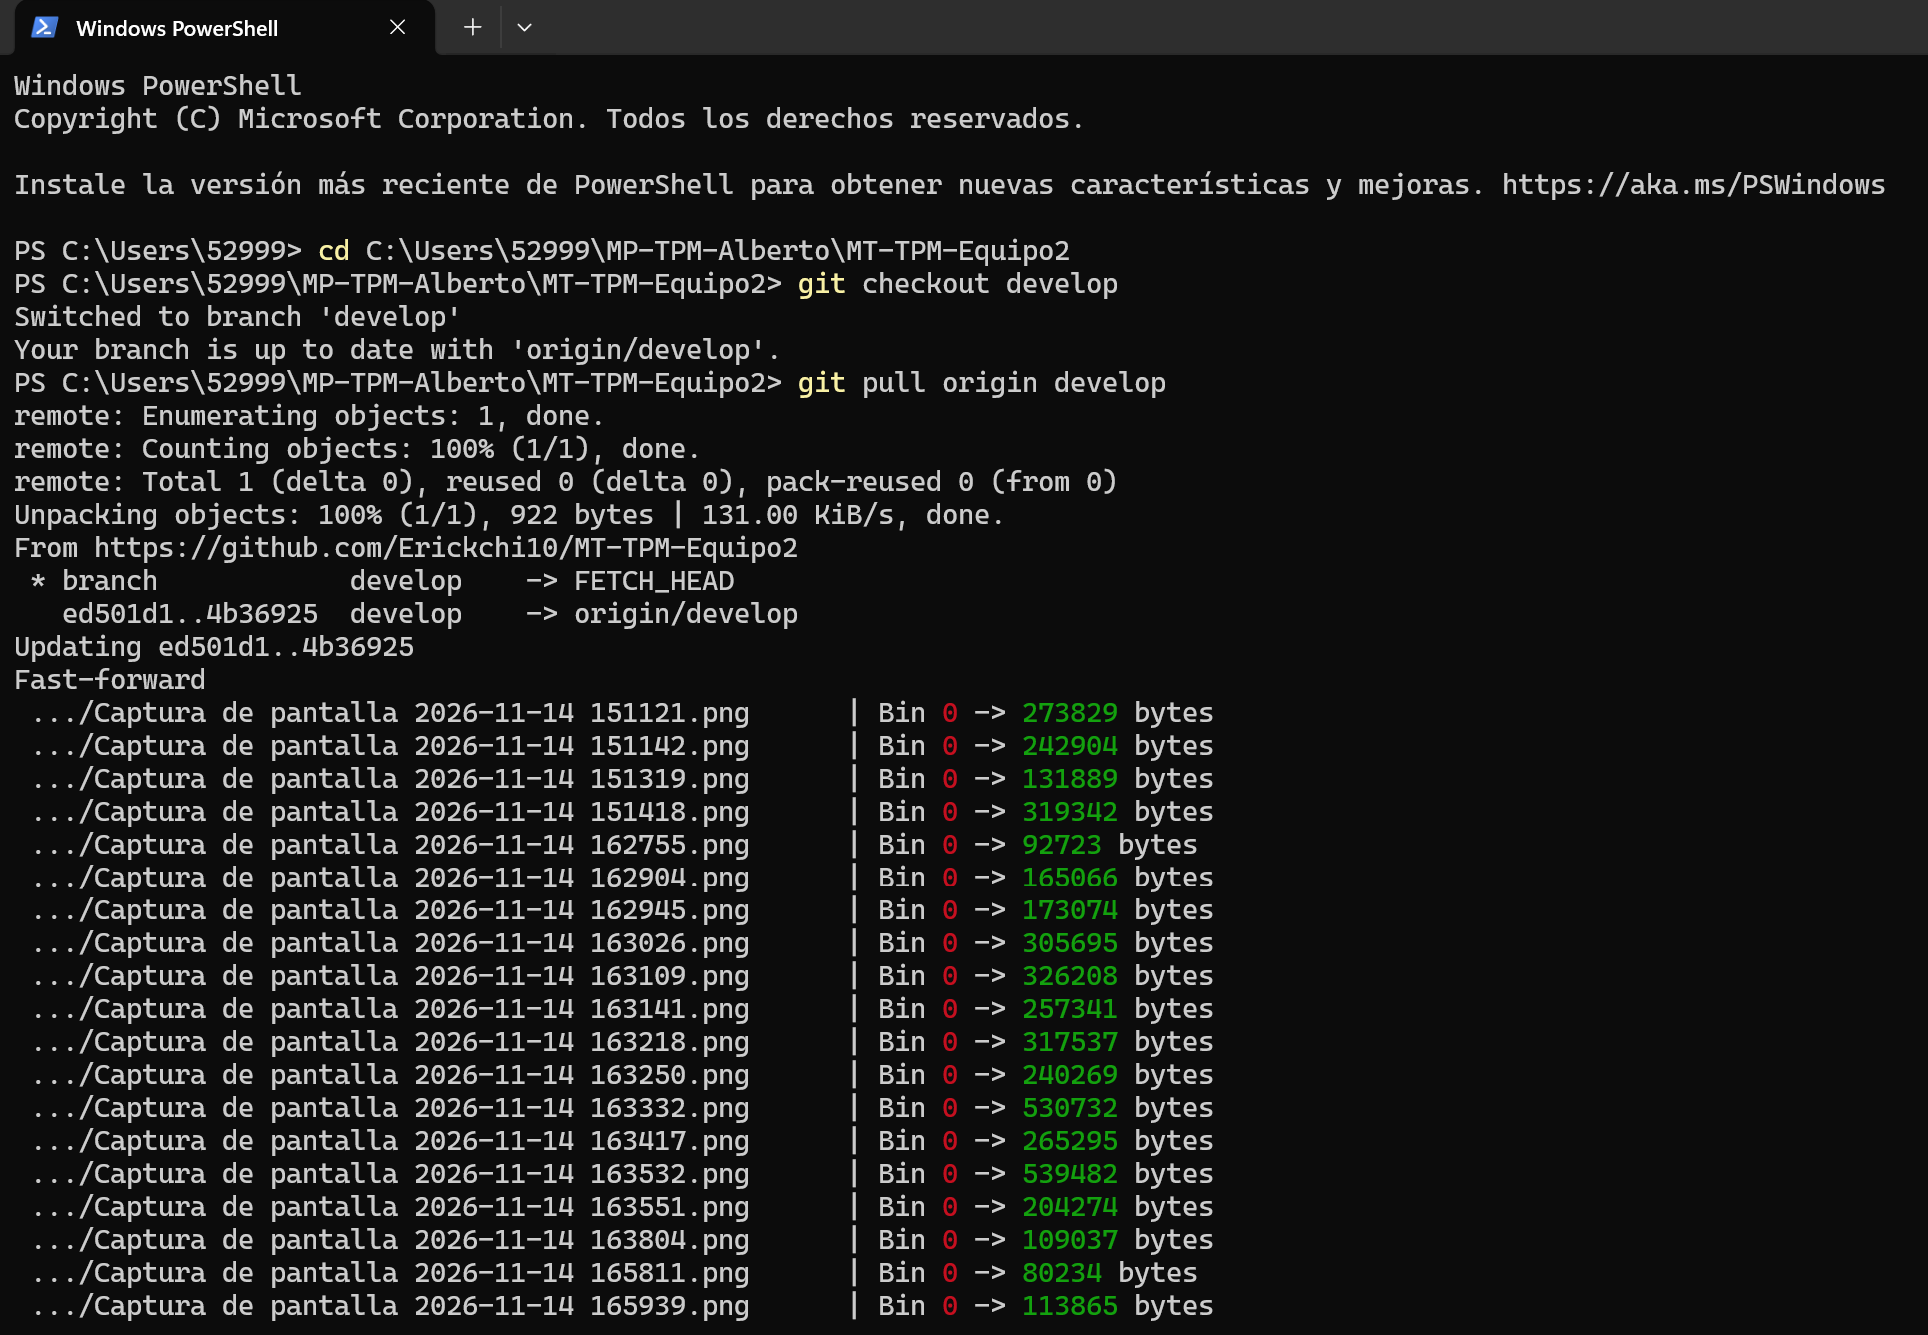 Windows PowerShell
Windows PowerShell
Copyright (C) Microsoft Corporation. Todos los derechos reservados.
Instale la versión más reciente de PowerShell para obtener nuevas características y mejoras. https://aka.ms/PSWindows
PS C:\Users\52999> cd C:\Users\52999\MP-TPM-Alberto\MT-TPM-Equipo2
PS C:\Users\52999\MP-TPM-Alberto\MT-TPM-Equipo2> git checkout develop
Switched to branch 'develop'
Your branch is up to date with 'origin/develop'.
PS C:\Users\52999\MP-TPM-Alberto\MT-TPM-Equipo2> git pull origin develop
remote: Enumerating objects: 1, done.
remote: Counting objects: 100% (1/1), done.
remote: Total 1 (delta 0), reused 0 (delta 0), pack-reused 0 (from 0)
Unpacking objects: 100% (1/1), 922 bytes | 131.00 KiB/s, done.
From https://github.com/Erickchi10/MT-TPM-Equipo2
 * branch            develop    -> FETCH_HEAD
   ed501d1..4b36925  develop    -> origin/develop
Updating ed501d1..4b36925
Fast-forward
 .../Captura de pantalla 2026-11-14 151121.png      | Bin 0 -> 273829 bytes
 .../Captura de pantalla 2026-11-14 151142.png      | Bin 0 -> 242904 bytes
 .../Captura de pantalla 2026-11-14 151319.png      | Bin 0 -> 131889 bytes
 .../Captura de pantalla 2026-11-14 151418.png      | Bin 0 -> 319342 bytes
 .../Captura de pantalla 2026-11-14 162755.png      | Bin 0 -> 92723 bytes
 .../Captura de pantalla 2026-11-14 162904.png      | Bin 0 -> 165066 bytes
 .../Captura de pantalla 2026-11-14 162945.png      | Bin 0 -> 173074 bytes
 .../Captura de pantalla 2026-11-14 163026.png      | Bin 0 -> 305695 bytes
 .../Captura de pantalla 2026-11-14 163109.png      | Bin 0 -> 326208 bytes
 .../Captura de pantalla 2026-11-14 163141.png      | Bin 0 -> 257341 bytes
 .../Captura de pantalla 2026-11-14 163218.png      | Bin 0 -> 317537 bytes
 .../Captura de pantalla 2026-11-14 163250.png      | Bin 0 -> 240269 bytes
 .../Captura de pantalla 2026-11-14 163332.png      | Bin 0 -> 530732 bytes
 .../Captura de pantalla 2026-11-14 163417.png      | Bin 0 -> 265295 bytes
 .../Captura de pantalla 2026-11-14 163532.png      | Bin 0 -> 539482 bytes
 .../Captura de pantalla 2026-11-14 163551.png      | Bin 0 -> 204274 bytes
 .../Captura de pantalla 2026-11-14 163804.png      | Bin 0 -> 109037 bytes
 .../Captura de pantalla 2026-11-14 165811.png      | Bin 0 -> 80234 bytes
 .../Captura de pantalla 2026-11-14 165939.png      | Bin 0 -> 113865 bytes